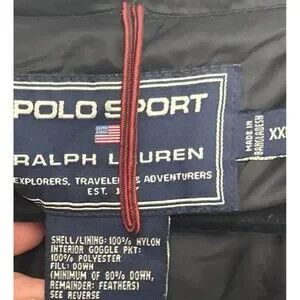 POLO SPORT
RALPH LAUREN
EXPLORERS, TRAVELERS & ADVENTURERS
EST.
MADE IN
BANGLADESH
SHELL/LINING: 100% NYLON
INTERIOR GOGGLE PKT:
100% POLYESTER
FILL: DOWN
(MINIMUM OF 80% DOWN,
REMAINDER: FEATHERS)
SEE REVERSE